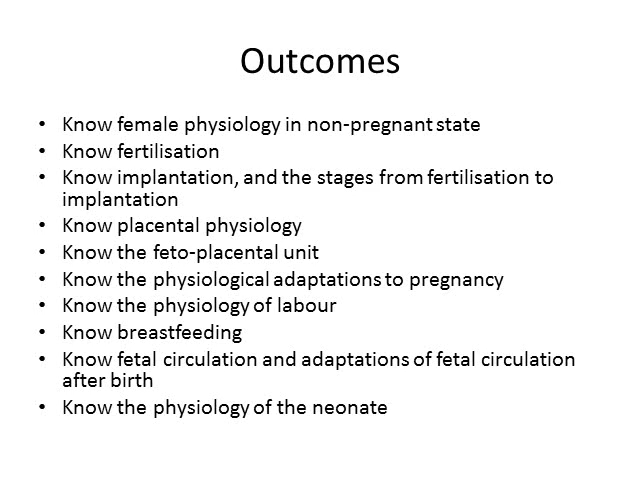 Outcomes
• Know female physiology in non-pregnant state
• Know fertilisation
• Know implantation, and the stages from fertilisation to
implantation
• Know placental physiology
• Know the feto-placental unit
• Know the physiological adaptations to pregnancy
• Know the physiology of labour
• Know breastfeeding
• Know fetal circulation and adaptations of fetal circulation
after birth
• Know the physiology of the neonate